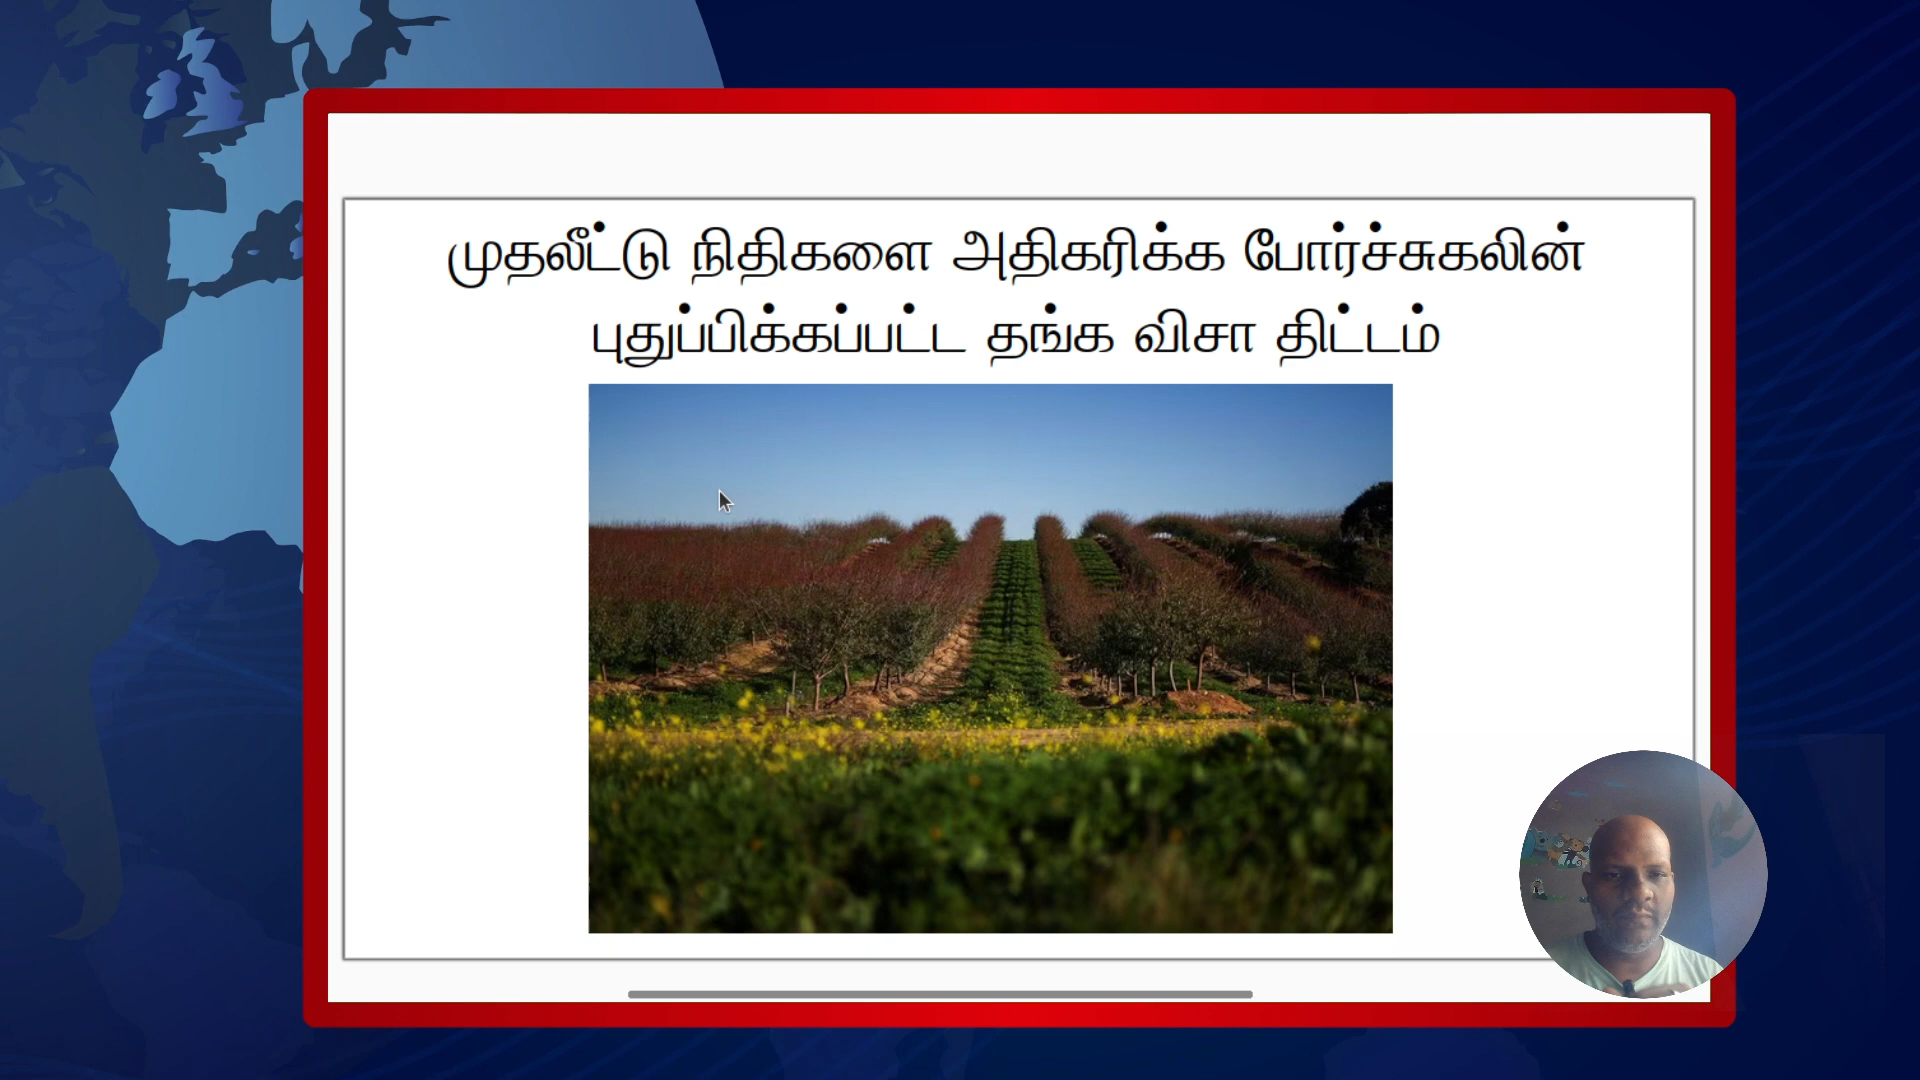 முதலீட்டு நிதிகளை அதிகரிக்க போர்ச்சுகலின்
புதுப்பிக்கப்பட்ட தங்க விசா திட்டம்